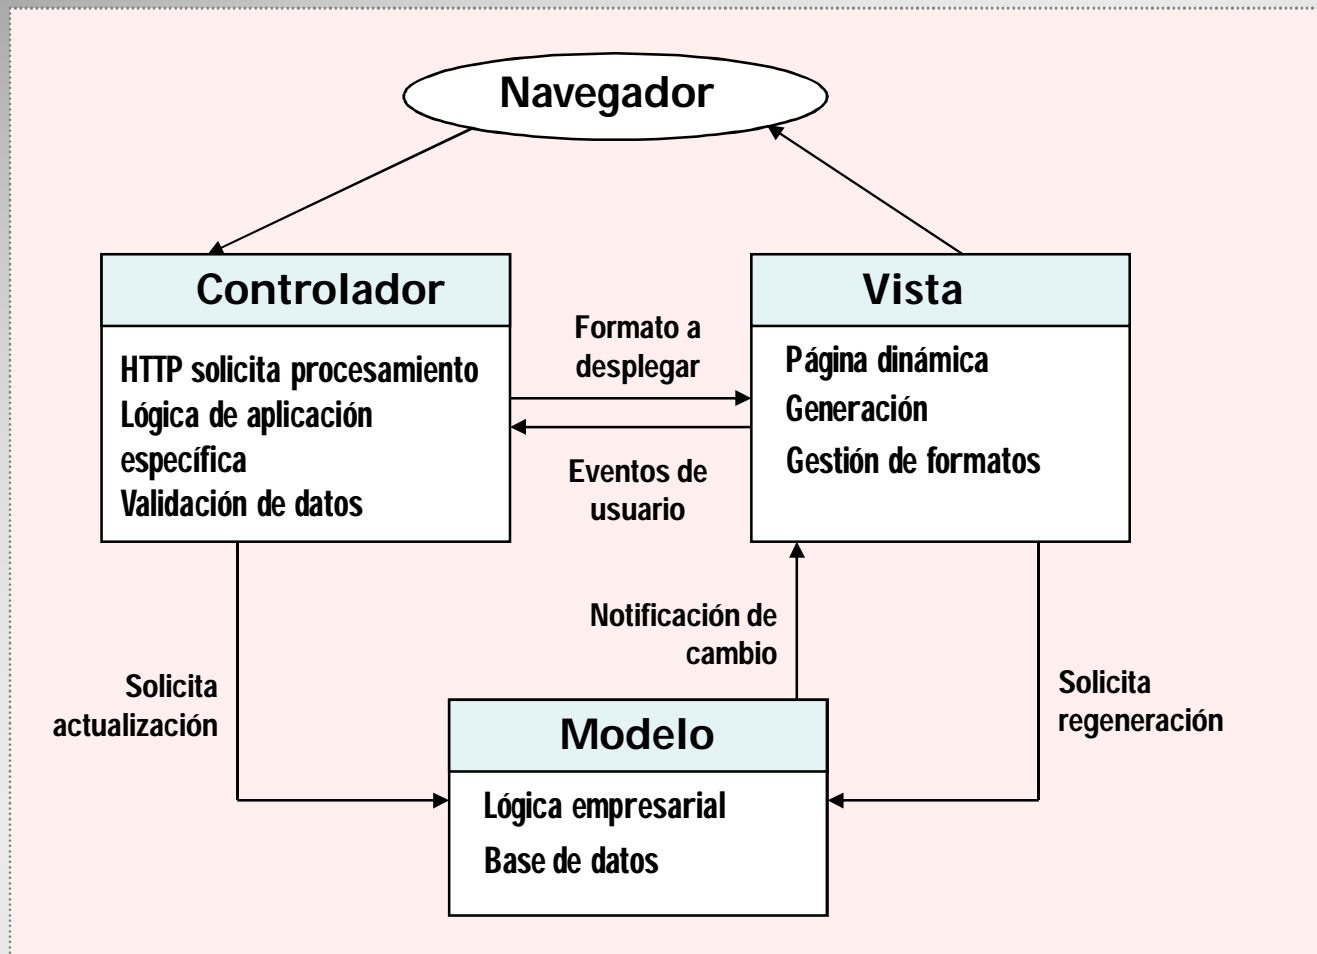 Navegador
Controlador
HTTP solicita procesamiento
Lógica de aplicación
específica
Validación de datos
Formato a
desplegar
Eventos de
usuario
Vista
Página dinámica
Generación
Gestión de formatos
Notificación de
cambio
Solicita
actualización
Solicita
regeneración
Modelo
Lógica empresarial
Base de datos